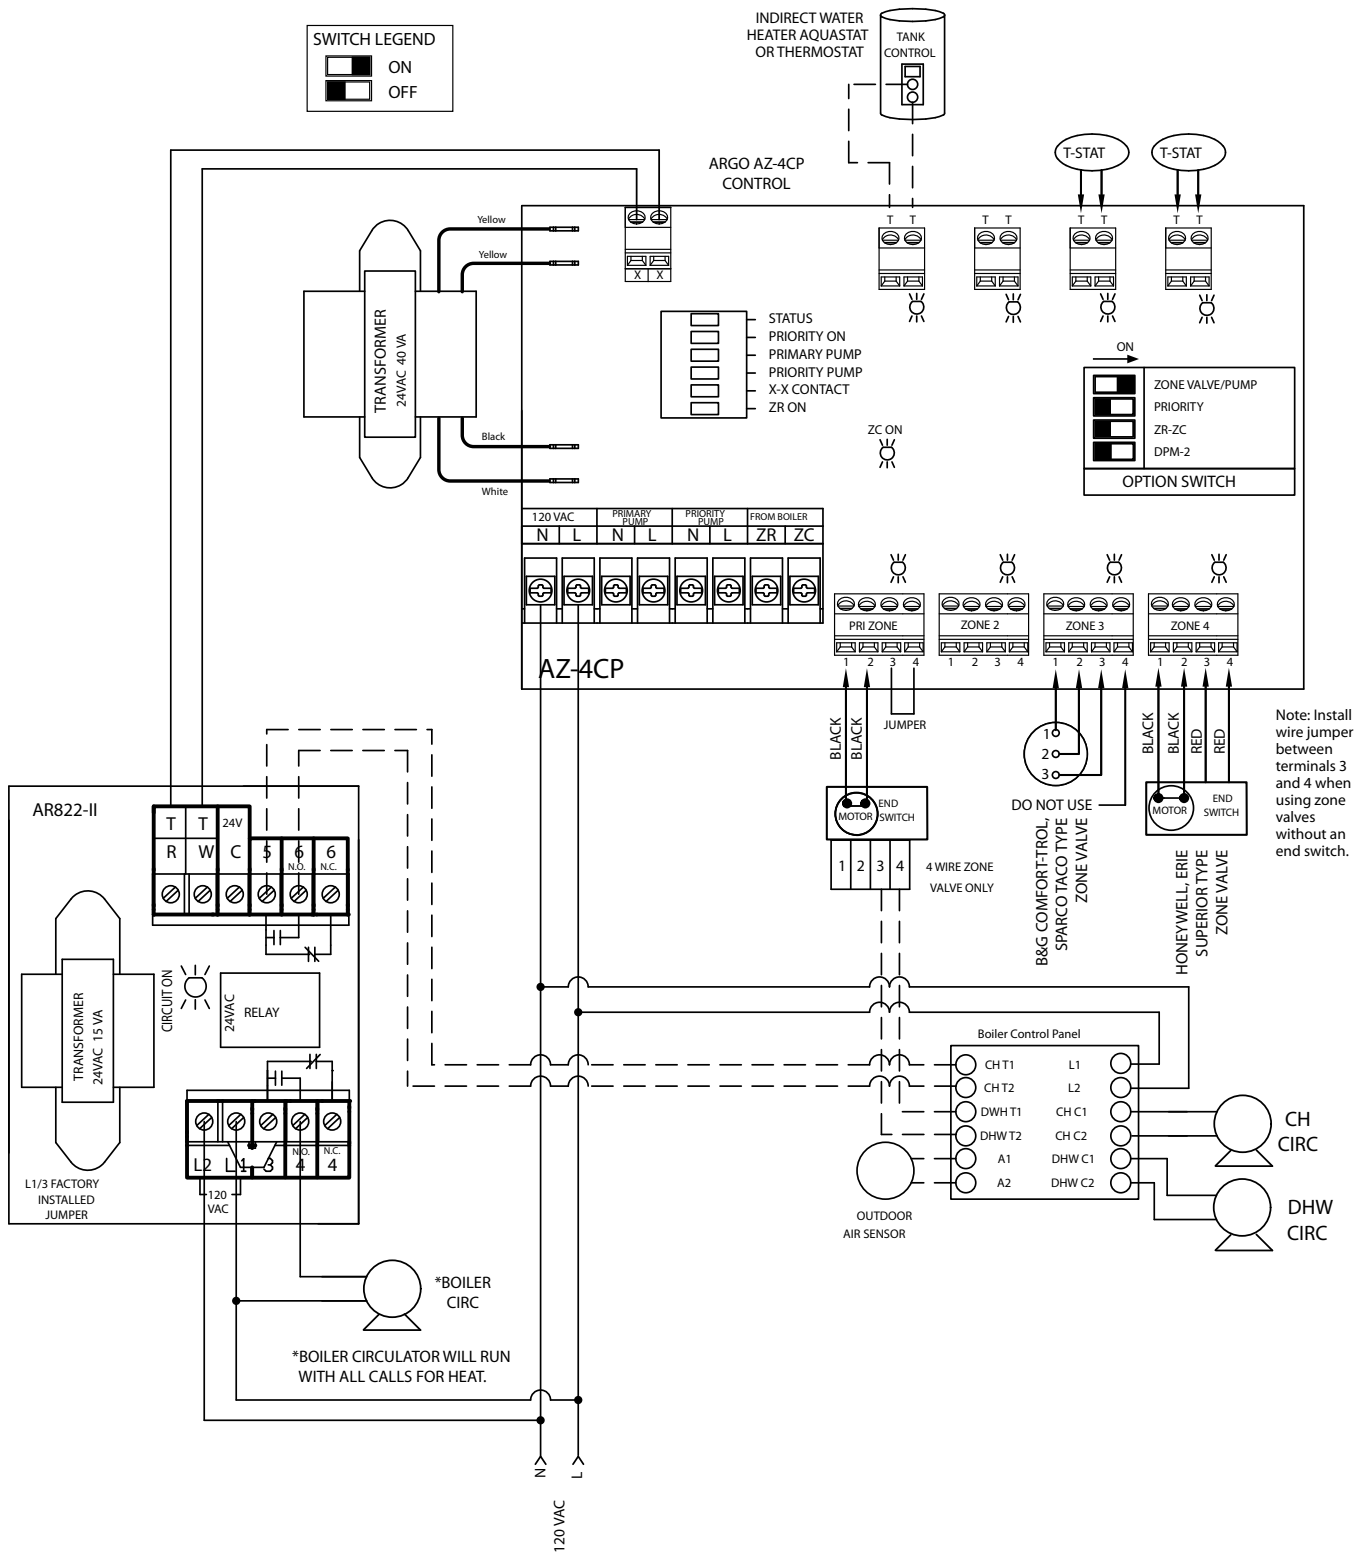 SWITCH LEGEND
ON
OFF
INDIRECT WATER
HEATER AQUASTAT
OR THERMOSTAT
TANK
CONTROL
ARGO AZ-4CP
CONTROL
T-STAT
T-STAT
T T
T T
T T
T T
Yellow
Yellow
X X
TRANSFORMER
24VAC 40 VA
STATUS
PRIORITY ON
PRIMARY PUMP
PRIORITY PUMP
X-X CONTACT
ZR ON
ON
ZONE VALVE/PUMP
PRIORITY
ZR-ZC
DPM-2
OPTION SWITCH
ZC ON
Black
White
120 VAC
PRIMARY
PUMP
PRIORITY
PUMP
FROM BOILER
N L N L N L ZR ZC
PRI ZONE
ZONE 2
ZONE 3
ZONE 4
1 2 3 4
1 2 3 4
1 2 3 4
1 2 3 4
AZ-4CP
JUMPER
BLACK
BLACK
1
2
3
BLACK
BLACK
RED
RED
Note: Install
wire jumper
between
terminals 3
and 4 when
using zone
valves
without an
end switch.
MOTOR
END
SWITCH
1 2 3 4
4 WIRE ZONE
VALVE ONLY
DO NOT USE
B&G COMFORT-TROL,
SPARCO TACO TYPE
ZONE VALVE
MOTOR
END
SWITCH
HONEYWELL, ERIE
SUPERIOR TYPE
ZONE VALVE
AR822-II
T T 24V
R W C 5 6 6
N.O. N.C.
TRANSFORMER
24VAC 15 VA
CIRCUIT ON
24VAC
RELAY
L2 L1 3 4 4
N.O. N.C.
120
VAC
L1/3 FACTORY
INSTALLED
JUMPER
Boiler Control Panel
CH T1
CH T2
DWH T1
DHW T2
A1
A2
L1
L2
CH C1
CH C2
DHW C1
DHW C2
CH
CIRC
DHW
CIRC
OUTDOOR
AIR SENSOR
*BOILER
CIRC
*BOILER CIRCULATOR WILL RUN
WITH ALL CALLS FOR HEAT.
N
L
120 VAC